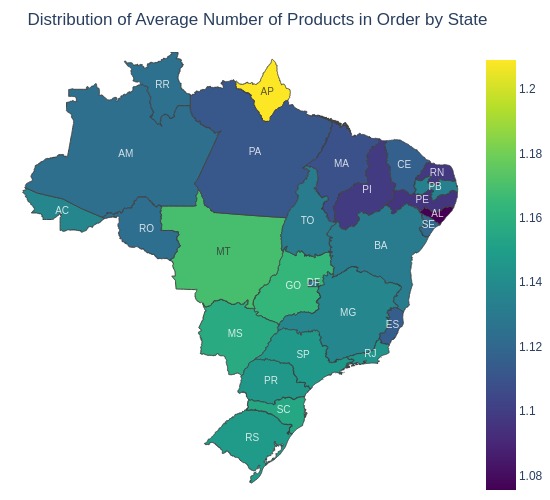 Distribution of Average Number of Products in Order by State
RR
AP
AM
PA
MA
CE
RN
PB
PI
PE
AL
SE
AC
RO
TO
BA
MT
GO
DF
MG
ES
MS
SP
RJ
PR
SC
RS
1.2
1.18
1.16
1.14
1.12
1.1
1.08